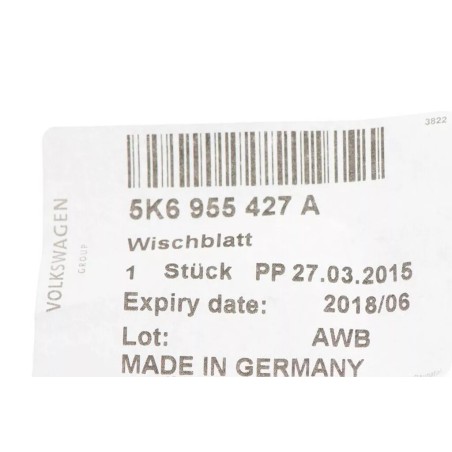 3822
VOLKSWAGEN
GROUP
5K6 955 427 A
Wischblatt
1 Stück PP 27.03.2015
Expiry date: 2018/06
Lot: AWB
MADE IN GERMANY